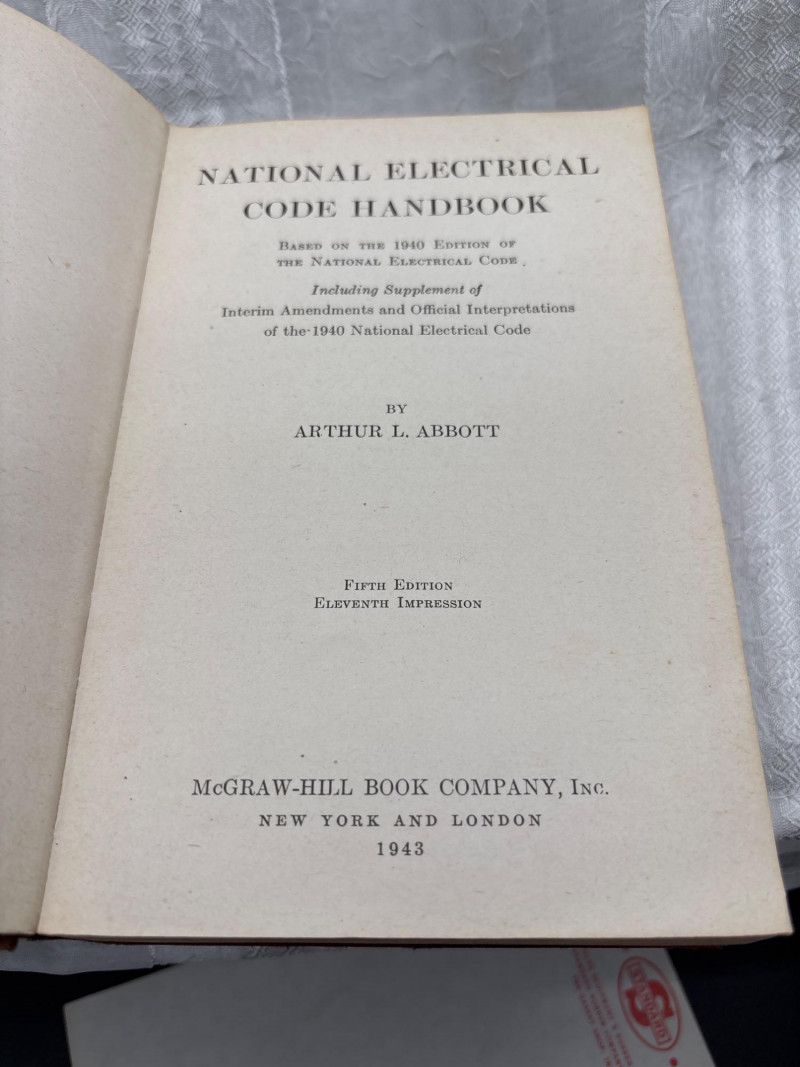 NATIONAL ELECTRICAL
CODE HANDBOOK
BASED ON THE 1940 EDITION OF
THE NATIONAL ELECTRICAL CODE
Including Supplement of
Interim Amendments and Official Interpretations
of the 1940 National Electrical Code
BY
ARTHUR L. ABBOTT
FIFTH EDITION
ELEVENTH IMPRESSION
McGRAW-HILL BOOK COMPANY, INC.
NEW YORK AND LONDON
1943
STANDARD